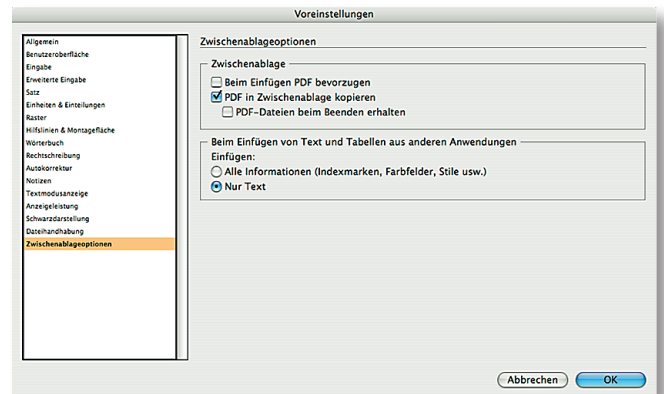 Voreinstellungen
Allgemein
Benutzeroberfläche
Eingabe
Erweiterte Eingabe
Satz
Einheiten & Einteilungen
Raster
Hilfslinien & Montagefläche
Wörterbuch
Rechtschreibung
Autokorrektur
Notizen
Textmodusanzeige
Anzeigeleistung
Schwarzdarstellung
Dateihandhabung
Zwischenablageoptionen
Zwischenablageoptionen
Zwischenablage
Beim Einfügen PDF bevorzugen
PDF in Zwischenablage kopieren
PDF-Dateien beim Beenden erhalten
Beim Einfügen von Text und Tabellen aus anderen Anwendungen
Einfügen:
Alle Informationen (Indexmarken, Farbfelder, Stile usw.)
Nur Text
Abbrechen
OK